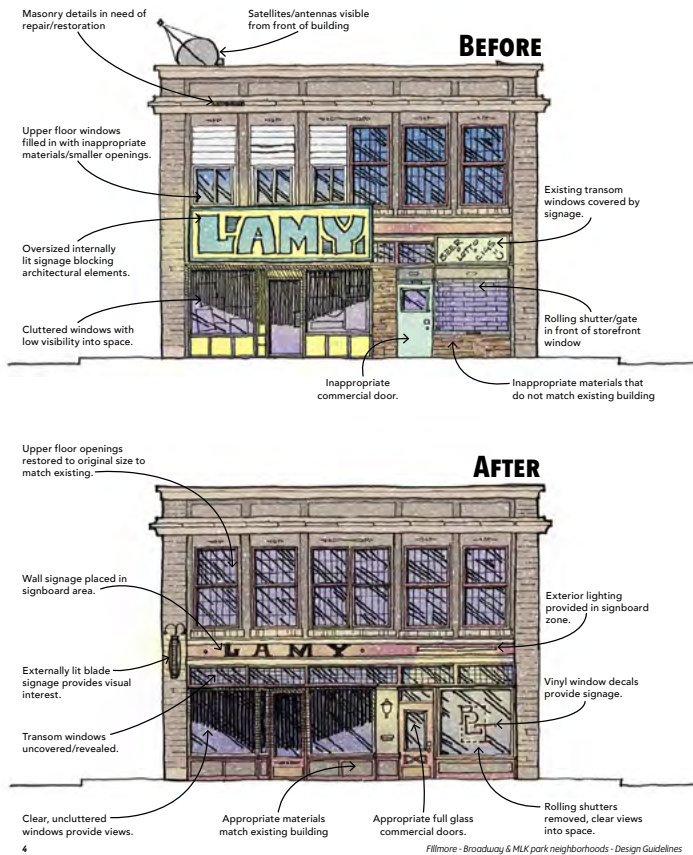 Masonry details in need of
repair/restoration
Satellites/antennas visible
from front of building
BEFORE
Upper floor windows
filled in with inappropriate
materials/smaller openings.
Existing transom
windows covered by
signage.
LAMY
BEER
LOTTO
CIGS
Oversized internally
lit signage blocking
architectural elements.
Cluttered windows with
low visibility into space.
Rolling shutter/gate
in front of storefront
window
Inappropriate
commercial door.
Inappropriate materials that
do not match existing building
Upper floor openings
restored to original size to
match existing.
AFTER
Wall signage placed in
signboard area.
Exterior lighting
provided in signboard
zone.
LAMY
Externally lit blade
signage provides visual
interest.
Vinyl window decals
provide signage.
Transom windows
uncovered/revealed.
Clear, uncluttered
windows provide views.
Appropriate materials
match existing building
Appropriate full glass
commercial doors.
Rolling shutters
removed, clear views
into space.
4
Fillmore - Broadway & MLK park neighborhoods - Design Guidelines